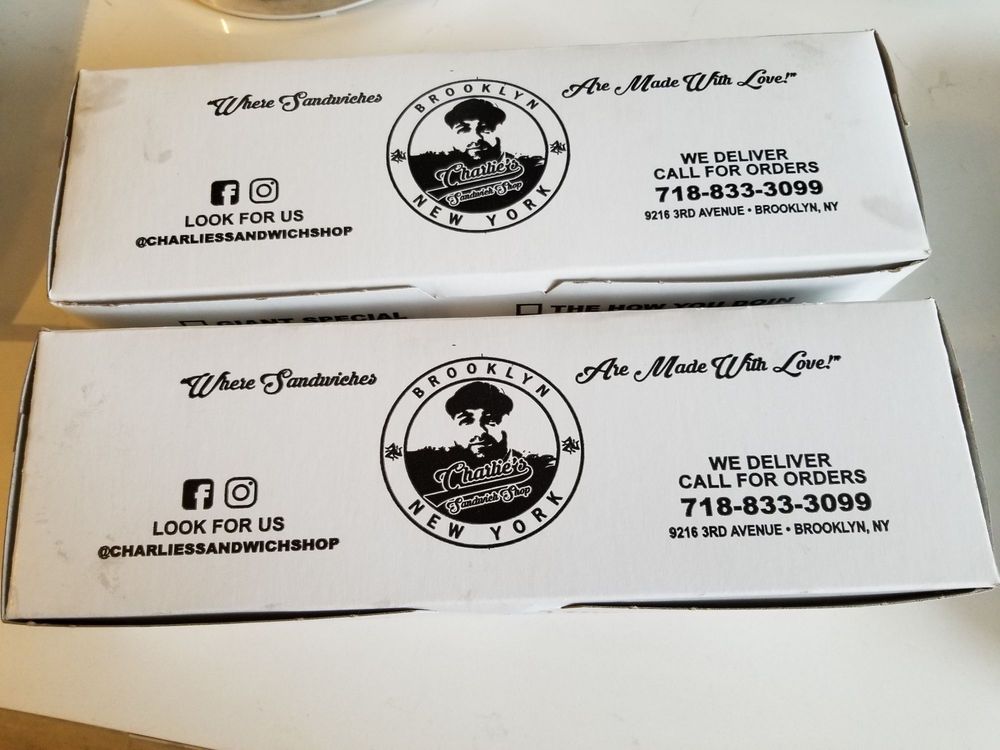 "Where Sandwiches
Are Made With Love!"
BROOKLYN
Charlie's
Sandwich Shop
NEW YORK
LOOK FOR US
@CHARLIESSANDWICHSHOP
WE DELIVER
CALL FOR ORDERS
718-833-3099
9216 3RD AVENUE • BROOKLYN, NY
GIANT SPECIAL
THE HOW YOU DOIN
"Where Sandwiches
Are Made With Love!"
BROOKLYN
Charlie's
Sandwich Shop
NEW YORK
LOOK FOR US
@CHARLIESSANDWICHSHOP
WE DELIVER
CALL FOR ORDERS
718-833-3099
9216 3RD AVENUE • BROOKLYN, NY